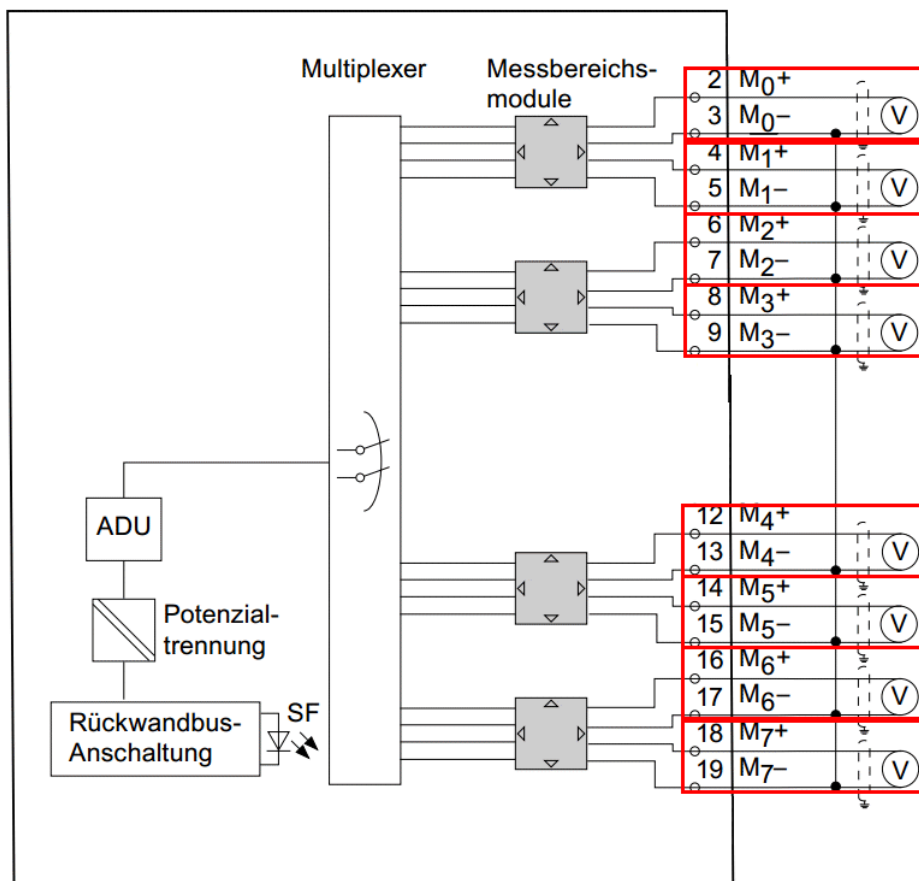 Multiplexer
Messbereichs-
module
2 M0+
3 M0–
V
4 M1+
5 M1–
V
6 M2+
7 M2–
V
8 M3+
9 M3–
V
ADU
Potenzial-
trennung
Rückwandbus-
Anschaltung
SF
12 M4+
13 M4–
V
14 M5+
15 M5–
V
16 M6+
17 M6–
V
18 M7+
19 M7–
V